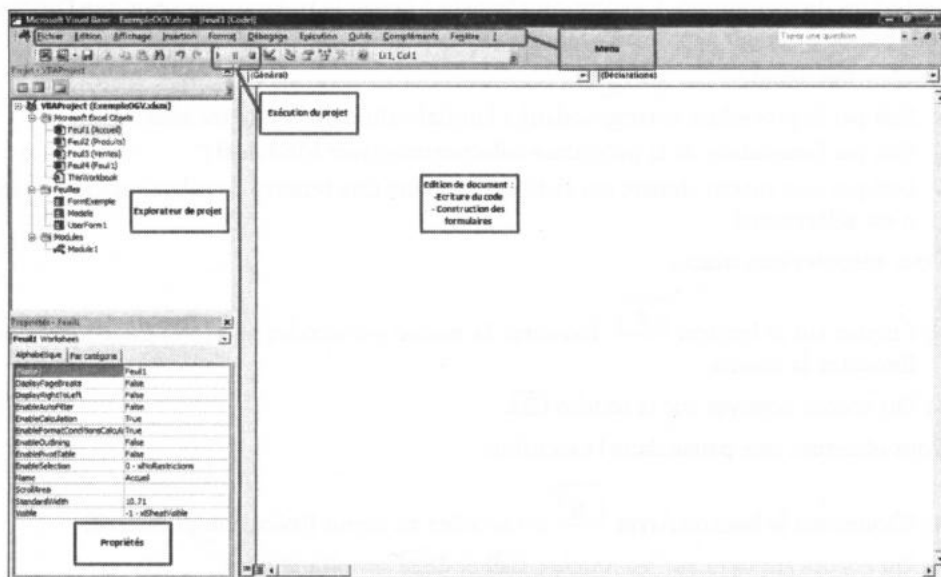 Microsoft Visual Basic - ExempleOGV.xlsm - [Feuil1 (Code)]
Fichier Edition Affichage Insertion Format Débogage Exécution Outils Compléments Fenêtre ?
Tapez une question
Menu
Li1, Col1
Projet - VBAProject
(Général)
(Déclarations)
Exécution du projet
VBAProject (ExempleOGV.xlsm)
Microsoft Excel Objets
Feuil1 (Accueil)
Feuil2 (Produits)
Feuil3 (Ventes)
Feuil4 (Feuil1)
ThisWorkbook
Feuilles
FormExemple
Modele
UserForm1
Modules
Module1
Explorateur de projet
Edition de document :
-Ecriture du code
- Construction des
formulaires
Propriétés - Feuil1
Feuil1 Worksheet
Alphabétique Par catégorie
(Name) Feuil1
DisplayPageBreaks False
DisplayRightToLeft False
EnableAutoFilter False
EnableCalculation True
EnableFormatConditionsCalcula True
EnableOutlining False
EnablePivotTable False
EnableSelection 0 - xlNoRestrictions
Name Accueil
ScrollArea
StandardWidth 10,71
Visible -1 - xlSheetVisible
Propriétés